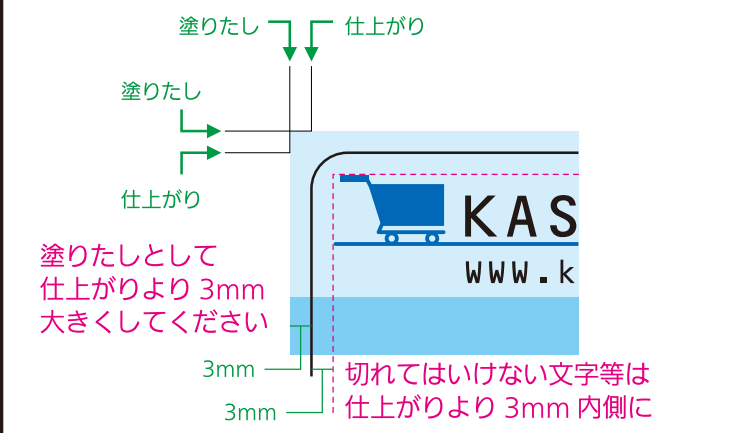 塗りたし
仕上がり
塗りたし
仕上がり
KAS
www.k
塗りたしとして
仕上がりより 3mm
大きくしてください
3mm
3mm
切れてはいけない文字等は
仕上がりより 3mm 内側に